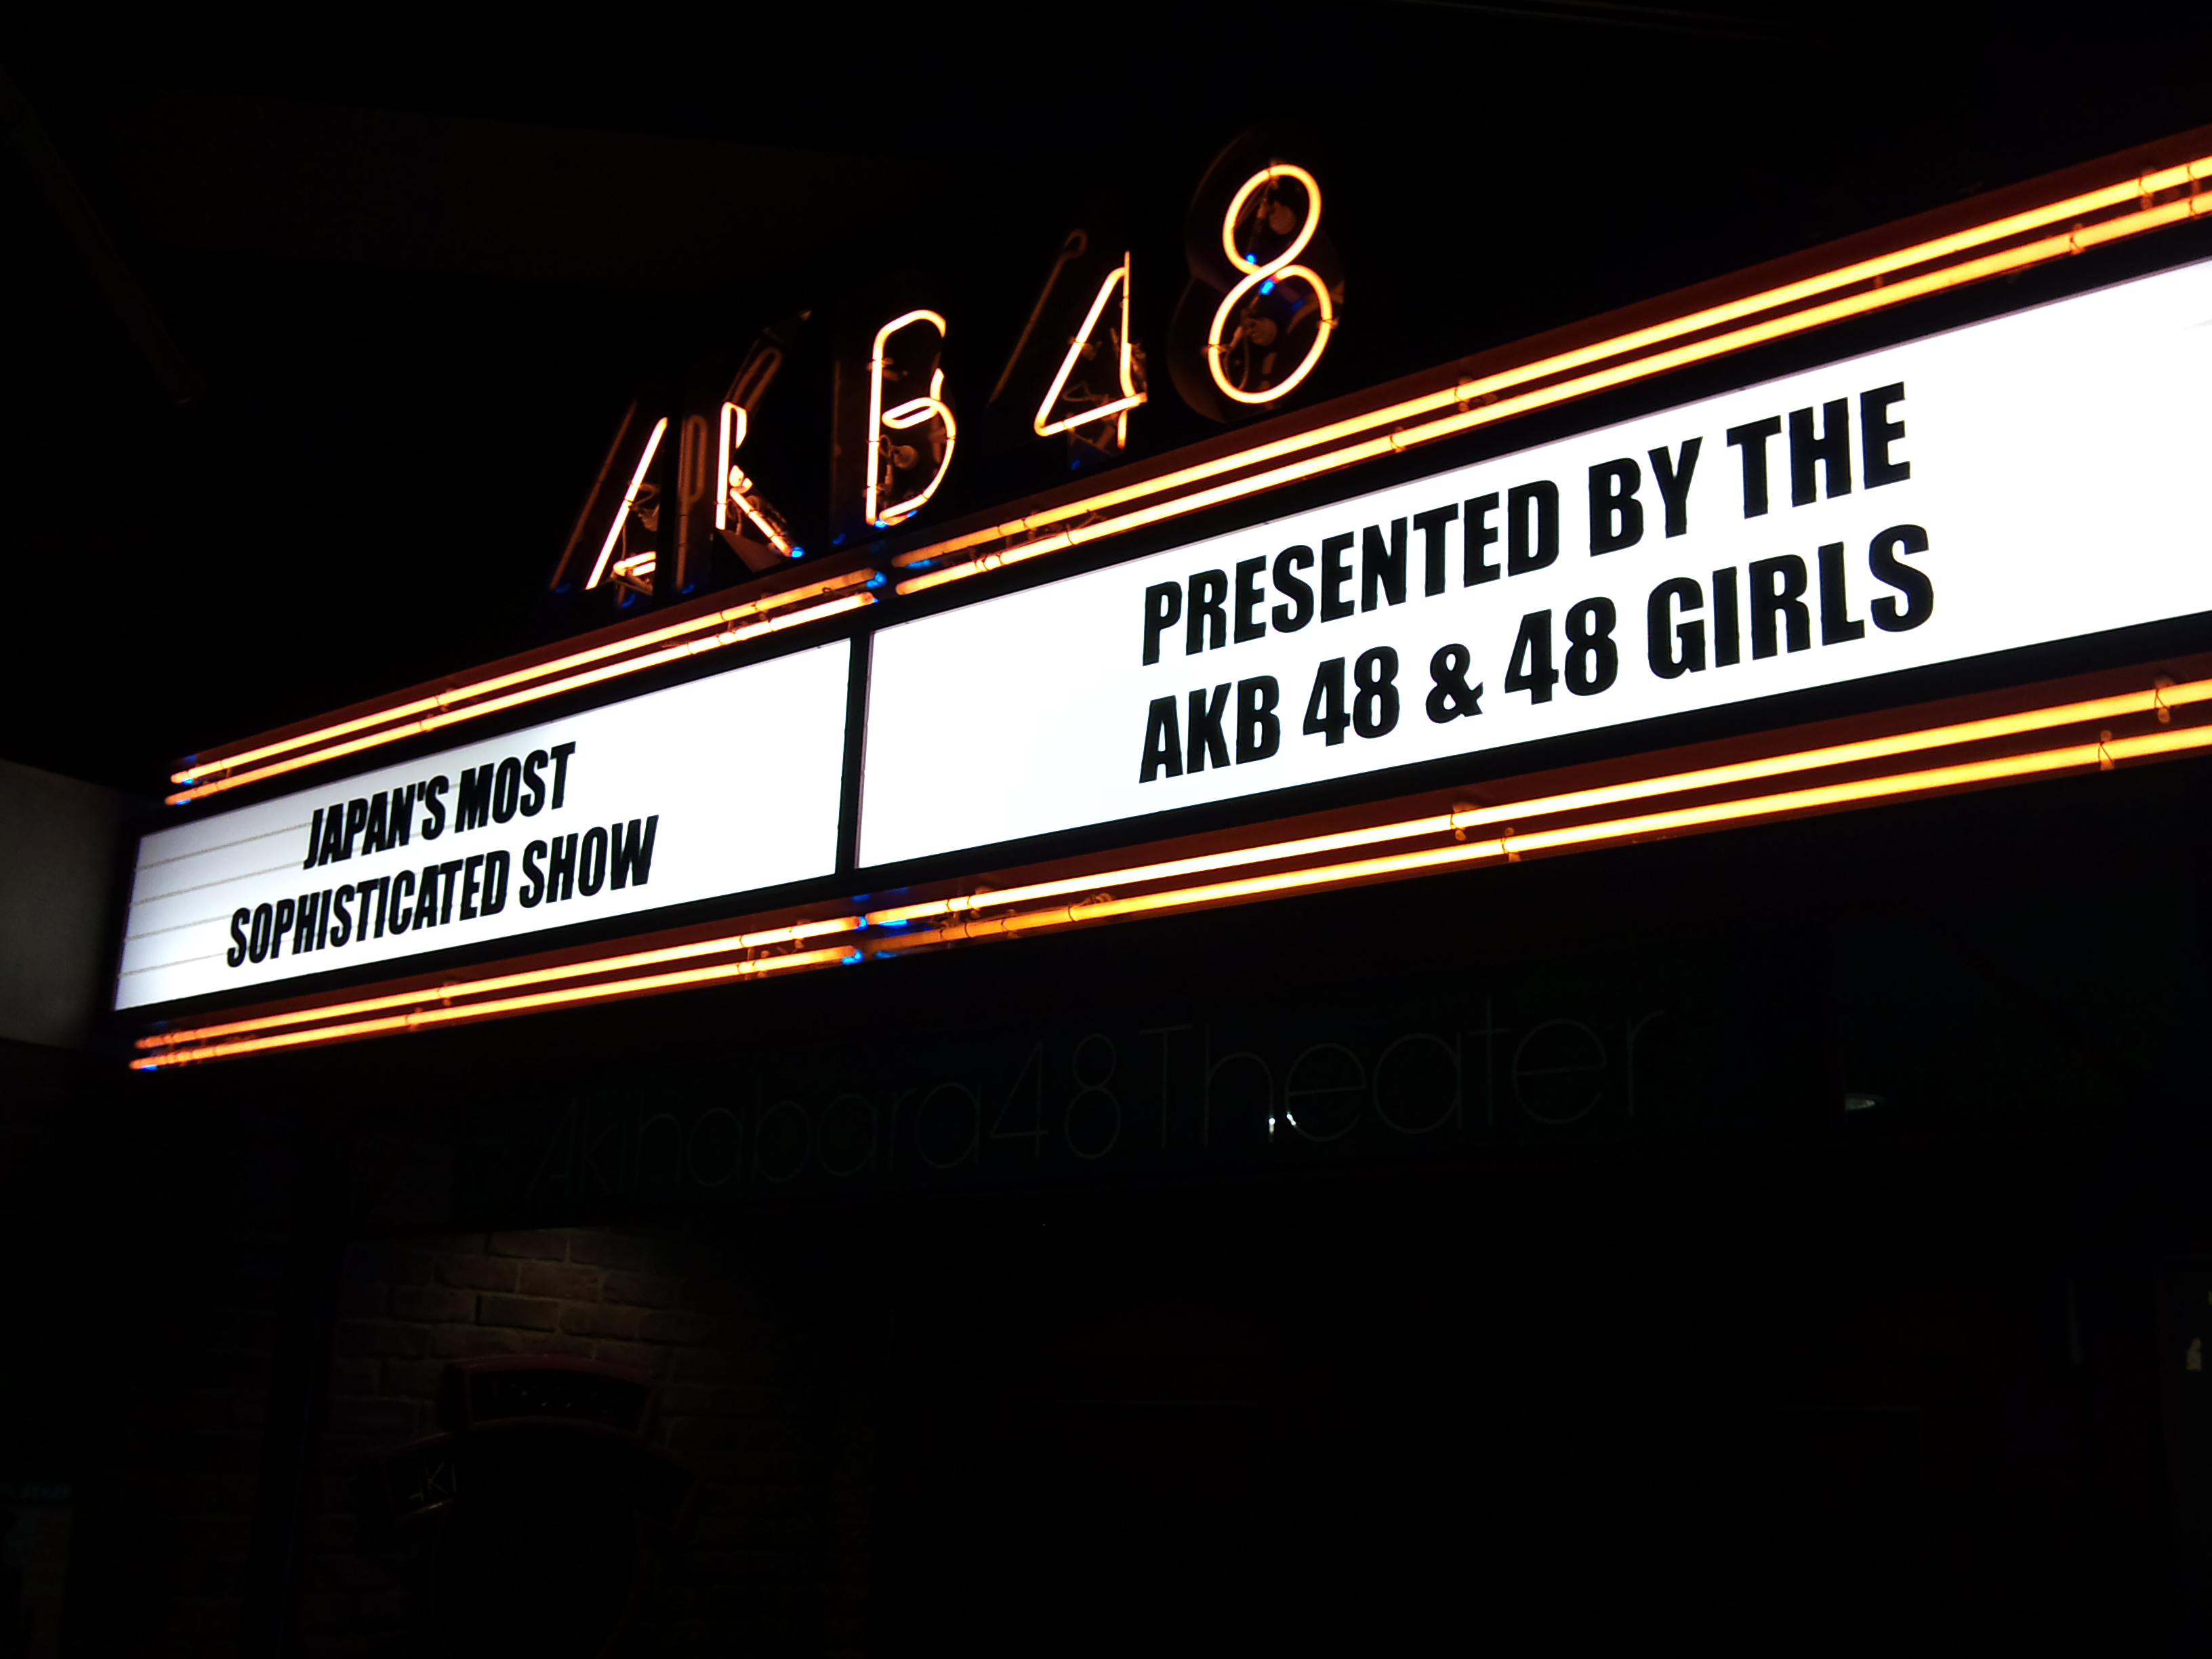 AKB48
JAPAN'S MOST
SOPHISTICATED SHOW
PRESENTED BY THE
AKB 48 & 48 GIRLS
Akihabara48Theater